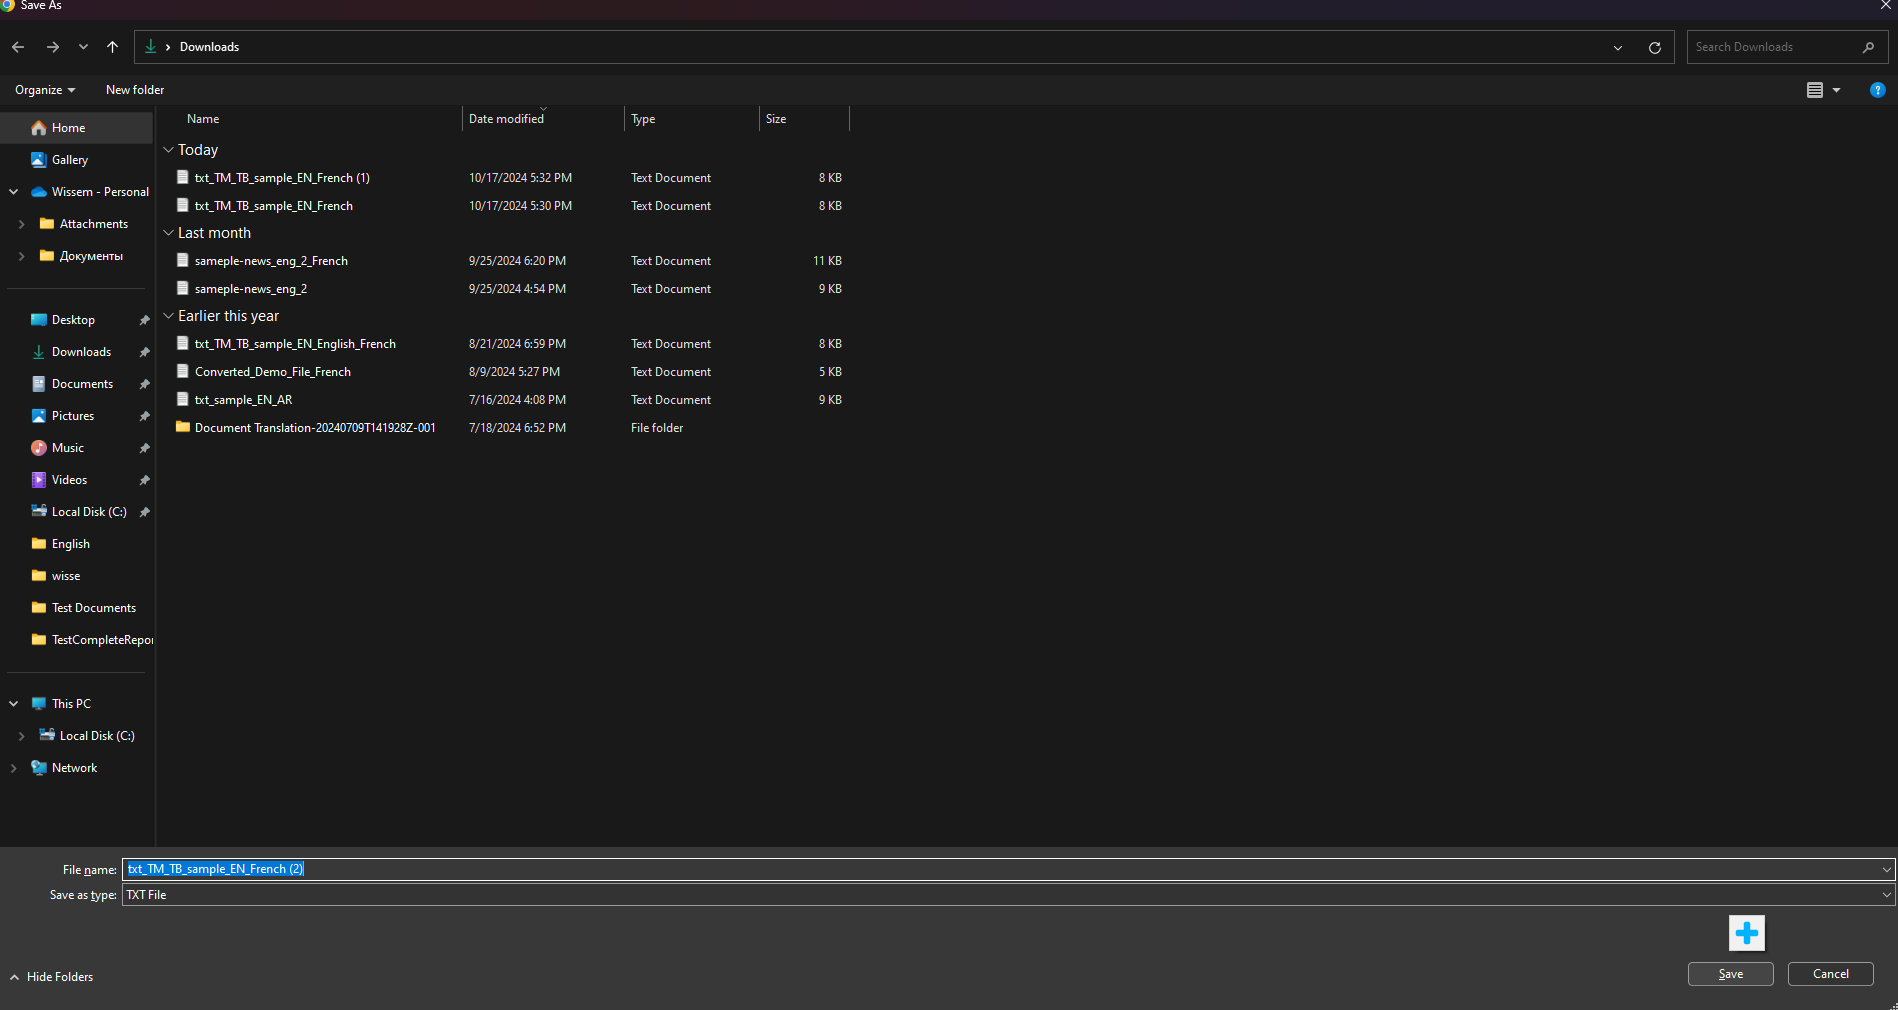 Save As
Downloads
Search Downloads
Organize
New folder
Name
Date modified
Type
Size
Home
Gallery
Wissem - Personal
Attachments
Документы
Desktop
Downloads
Documents
Pictures
Music
Videos
Local Disk (C:)
English
wisse
Test Documents
TestCompleteRepor
This PC
Local Disk (C:)
Network
Today
txt_TM_TB_sample_EN_French (1) 10/17/2024 5:32 PM Text Document 8 KB
txt_TM_TB_sample_EN_French 10/17/2024 5:30 PM Text Document 8 KB
Last month
sameple-news_eng_2_French 9/25/2024 6:20 PM Text Document 11 KB
sameple-news_eng_2 9/25/2024 4:54 PM Text Document 9 KB
Earlier this year
txt_TM_TB_sample_EN_English_French 8/21/2024 6:59 PM Text Document 8 KB
Converted_Demo_File_French 8/9/2024 5:27 PM Text Document 5 KB
txt_sample_EN_AR 7/16/2024 4:08 PM Text Document 9 KB
Document Translation-20240709T141928Z-001 7/18/2024 6:52 PM File folder
File name: txt_TM_TB_sample_EN_French (2)
Save as type: TXT File
Hide Folders
Save
Cancel